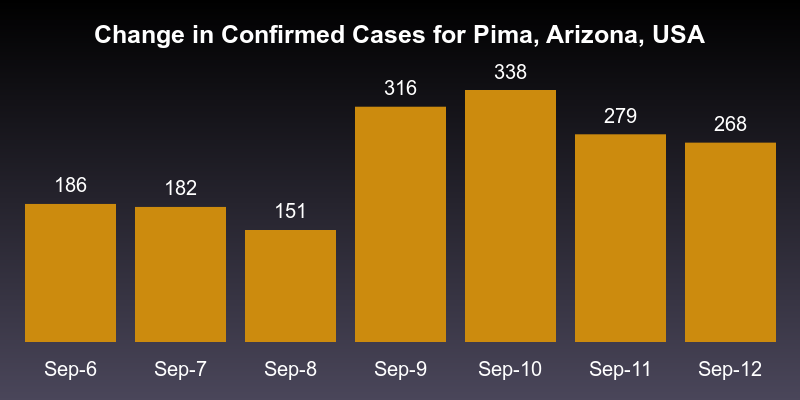 Change in Confirmed Cases for Pima, Arizona, USA
186
182
151
316
338
279
268
Sep-6
Sep-7
Sep-8
Sep-9
Sep-10
Sep-11
Sep-12